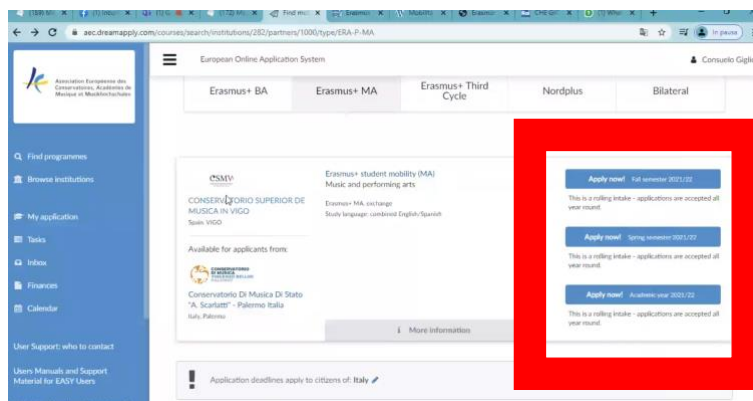 aec.dreamapply.com/courses/search/institutions/282/partners/1000/type/ERA-P-MA
In pausa
European Online Application System
Consuelo Giglio
Association Européenne des
Conservatoires, Académies de
Musique et Musikhochschulen
Erasmus+ BA
Erasmus+ MA
Erasmus+ Third
Cycle
Nordplus
Bilateral
Find programmes
Browse institutions
My application
Tasks
Inbox
Finances
Calendar
User Support: who to contact
Users Manuals and Support
Material for EASY Users
CONSERVATORIO SUPERIOR DE
MUSICA IN VIGO
Spain, VIGO
Available for applicants from:
CONSERVATORIO
DI MUSICA
Conservatorio Di Musica Di Stato
"A. Scarlatti" - Palermo Italia
Italy, Palermo
Erasmus+ student mobility (MA)
Music and performing arts
Erasmus+ MA, exchange
Study language: combined English/Spanish
More information
Apply now! Fall semester 2021/22
This is a rolling intake - applications are accepted all
year round.
Apply now! Spring semester 2021/22
This is a rolling intake - applications are accepted all
year round.
Apply now! Academic year 2021/22
This is a rolling intake - applications are accepted all
year round.
Application deadlines apply to citizens of: Italy